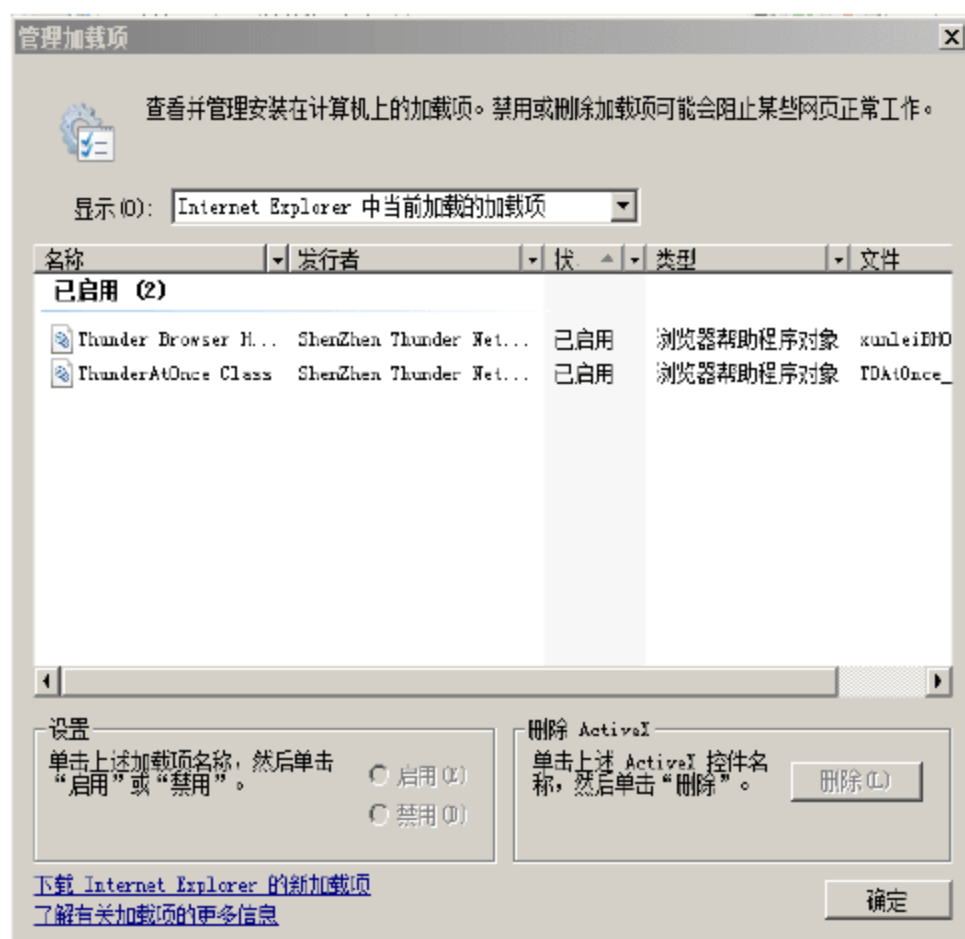 管理加载项
查看并管理安装在计算机上的加载项。禁用或删除加载项可能会阻止某些网页正常工作。
显示(O): Internet Explorer 中当前加载的加载项
名称 发行者 状. 类型 文件
已启用 (2)
Thunder Browser H... ShenZhen Thunder Net... 已启用 浏览器帮助程序对象 xunleiBHO
ThunderAtOnce Class ShenZhen Thunder Net... 已启用 浏览器帮助程序对象 TDAtOnce_
设置
单击上述加载项名称，然后单击
“启用”或“禁用”。
启用(E)
禁用(D)
删除 ActiveX
单击上述 ActiveX 控件名
称，然后单击“删除”。
删除(L)
下载 Internet Explorer 的新加载项
了解有关加载项的更多信息
确定